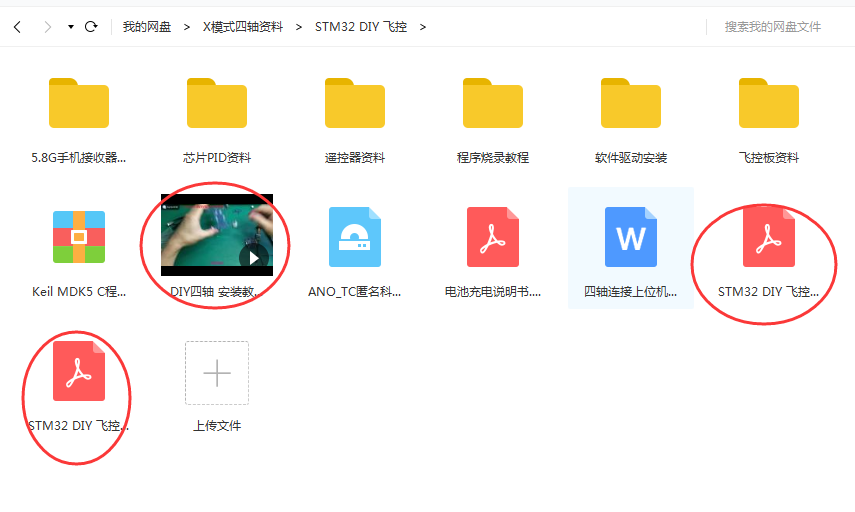 我的网盘 > X模式四轴资料 > STM32 DIY 飞控 > 搜索我的网盘文件
5.8G手机接收器... 芯片PID资料 遥控器资料 程序烧录教程 软件驱动安装 飞控板资料
Keil MDK5 C程... DIY四轴 安装教... ANO_TC匿名科... 电池充电说明书.... 四轴连接上位机... STM32 DIY 飞控...
STM32 DIY 飞控... 上传文件
W